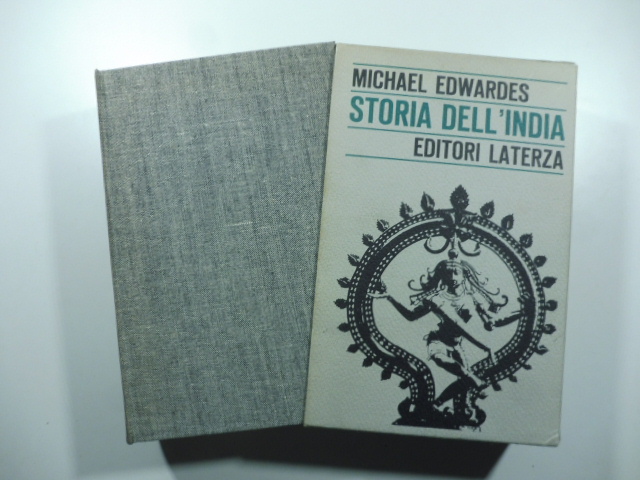 MICHAEL EDWARDES
STORIA DELL'INDIA
EDITORI LATERZA